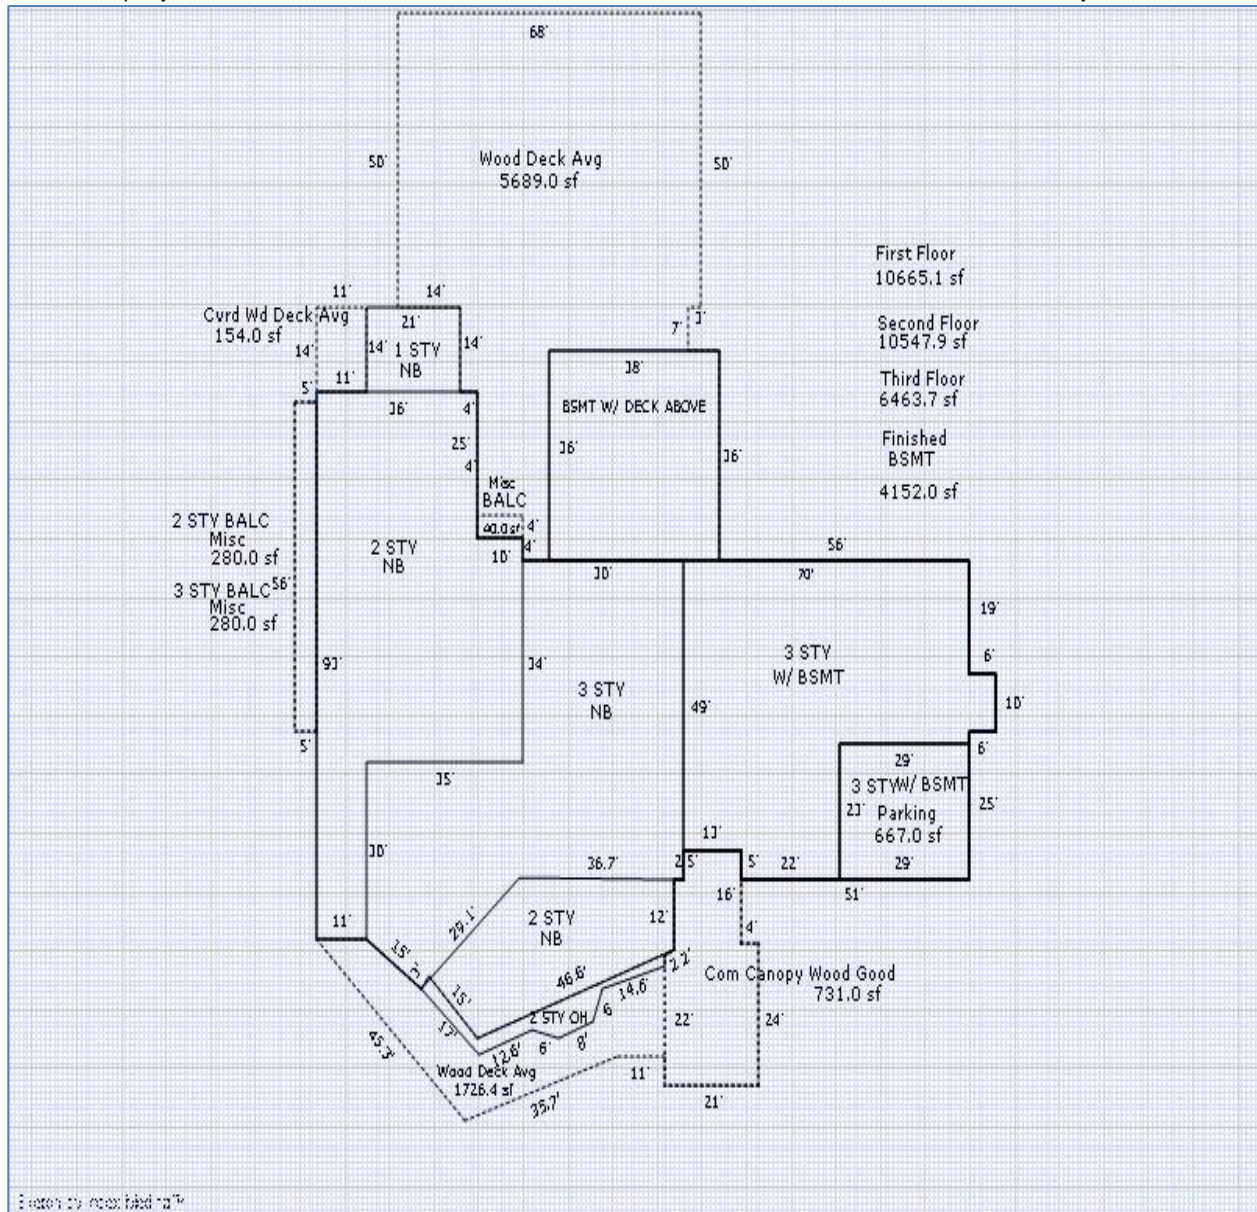 68'
50'
Wood Deck Avg
5689.0 sf
50'
First Floor
10665.1 sf
11'
14'
Cvrd Wd Deck Avg
154.0 sf
21'
7'
3'
Second Floor
10547.9 sf
14'
14'
1 STY
NB
14'
38'
Third Floor
6463.7 sf
5'
11'
36'
4'
BSMT W/ DECK ABOVE
25'
4'
36'
36'
Finished
BSMT
4152.0 sf
Misc
BALC
40.0 sf
4'
4'
10'
2 STY BALC
Misc
280.0 sf
3 STY BALC
Misc
280.0 sf
56'
2 STY
NB
30'
56'
70'
19'
6'
93'
34'
3 STY
NB
49'
3 STY
W/ BSMT
10'
5'
35'
6'
29'
3 STYW/ BSMT
Parking
667.0 sf
23'
25'
30'
13'
36.7'
2'
5'
5'
22'
29'
16'
51'
11'
29.1'
2 STY
NB
12'
4'
15'
3'
15'
46.6'
2.2'
14.6'
Com Canopy Wood Good
731.0 sf
17'
2 STY OH
6
22'
24'
45.3'
12.6'
6'
8'
Wood Deck Avg
1726.4 sf
11'
35.7'
21'